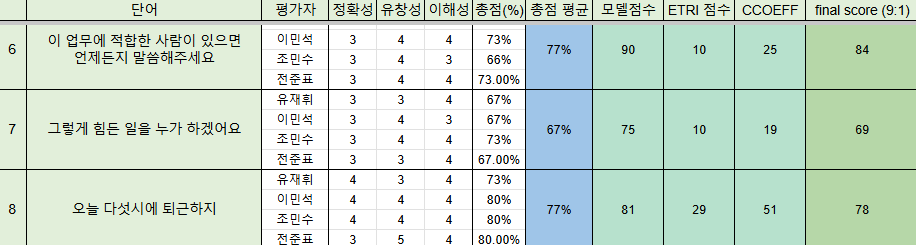 단어 평가자 정확성 유창성 이해성 총점(%) 총점 평균 모델점수 ETRI 점수 CCOEFF final score (9:1)
6 이 업무에 적합한 사람이 있으면 언제든지 말씀해주세요 77% 90 10 25 84
이민석 3 4 4 73%
조민수 3 4 3 66%
전준표 3 4 4 73.00%
7 그렇게 힘든 일을 누가 하겠어요 67% 75 10 19 69
유재휘 3 3 4 67%
이민석 3 4 3 67%
조민수 3 4 4 73%
전준표 3 3 4 67.00%
8 오늘 다섯시에 퇴근하지 77% 81 29 51 78
유재휘 4 3 4 73%
이민석 4 4 4 80%
조민수 4 4 4 80%
전준표 3 5 4 80.00%